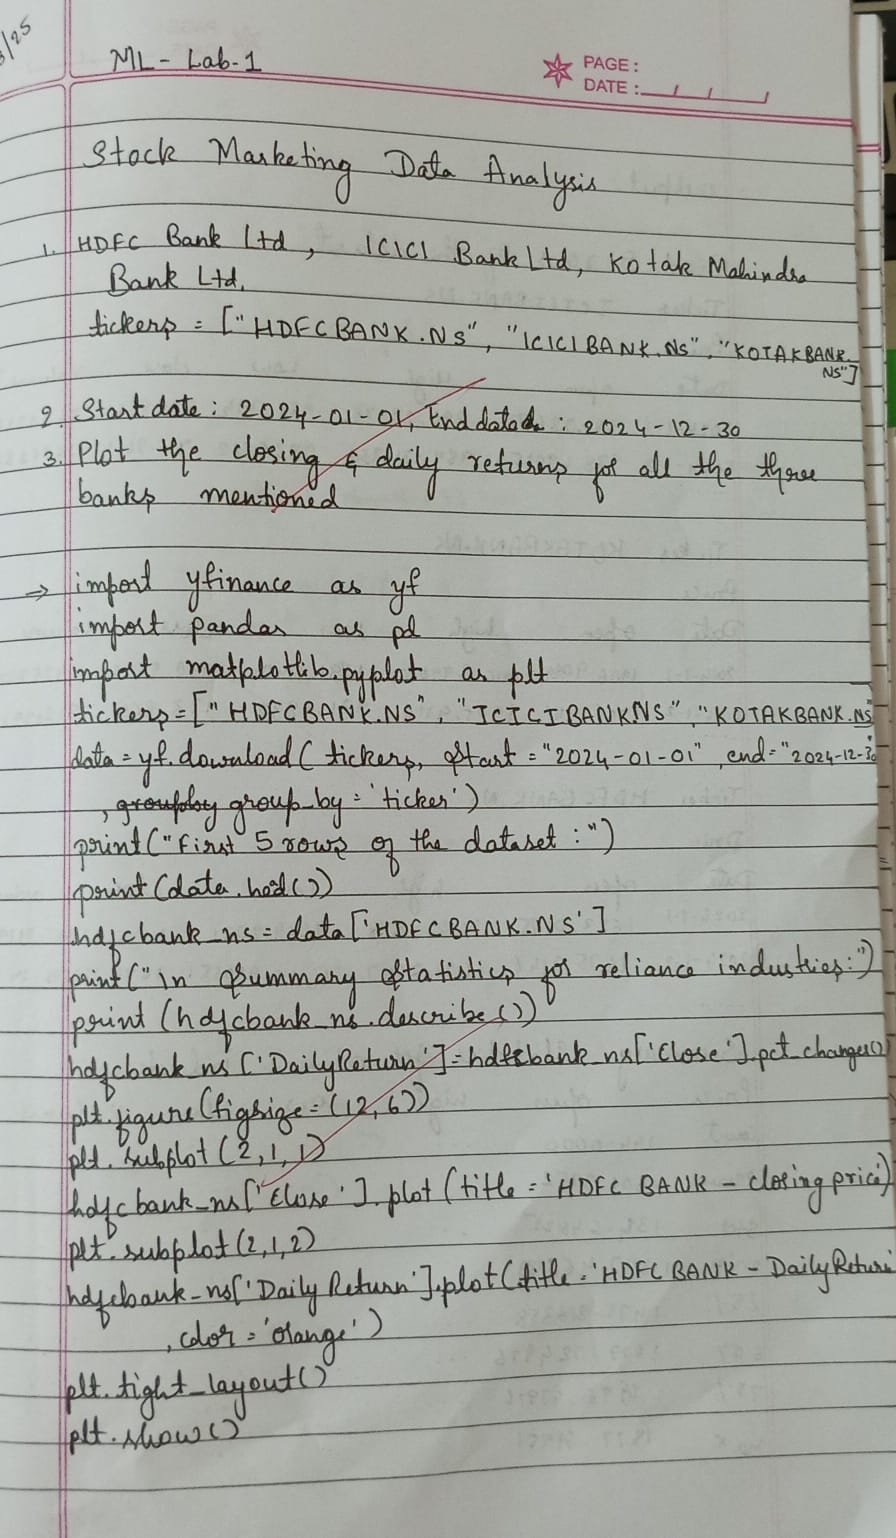 /25
ML - Lab-1
PAGE :
DATE :
Stock Marketing Data Analysis
1. HDFC Bank Ltd, ICICI Bank Ltd, Kotak Mahindra
Bank Ltd.
tickers = ["HDFCBANK.NS", "ICICIBANK.NS", "KOTAKBANK.
NS"]
2. Start date : 2024-01-01, End date : 2024-12-30
3. Plot the closing & daily returns for all the three
banks mentioned
⇒ import yfinance as yf
import pandas as pd
import matplotlib.pyplot as plt
tickers=["HDFCBANK.NS", "ICICIBANKNS", "KOTAKBANK.NS
data = yf.download( tickers, start = "2024-01-01", end="2024-12-30
, group_by = 'ticker')
print("First 5 rows of the dataset :")
print(data.head())
hdfcbank_ns = data['HDFCBANK.NS']
print("\n Summary statistics for reliance industries:")
print (hdfcbank_ns.describe())
hdfcbank_ns ['DailyReturn']=hdfcbank_ns['Close'].pct_change()
plt.figure(figsize=(12,6))
plt.subplot(2,1,1)
hdfcbank_ns['Close'].plot(title='HDFC BANK - closing price')
plt.subplot(2,1,2)
hdfcbank_ns['Daily Return'].plot(title='HDFC BANK - Daily Return
, color = 'orange')
plt.tight_layout()
plt.show()